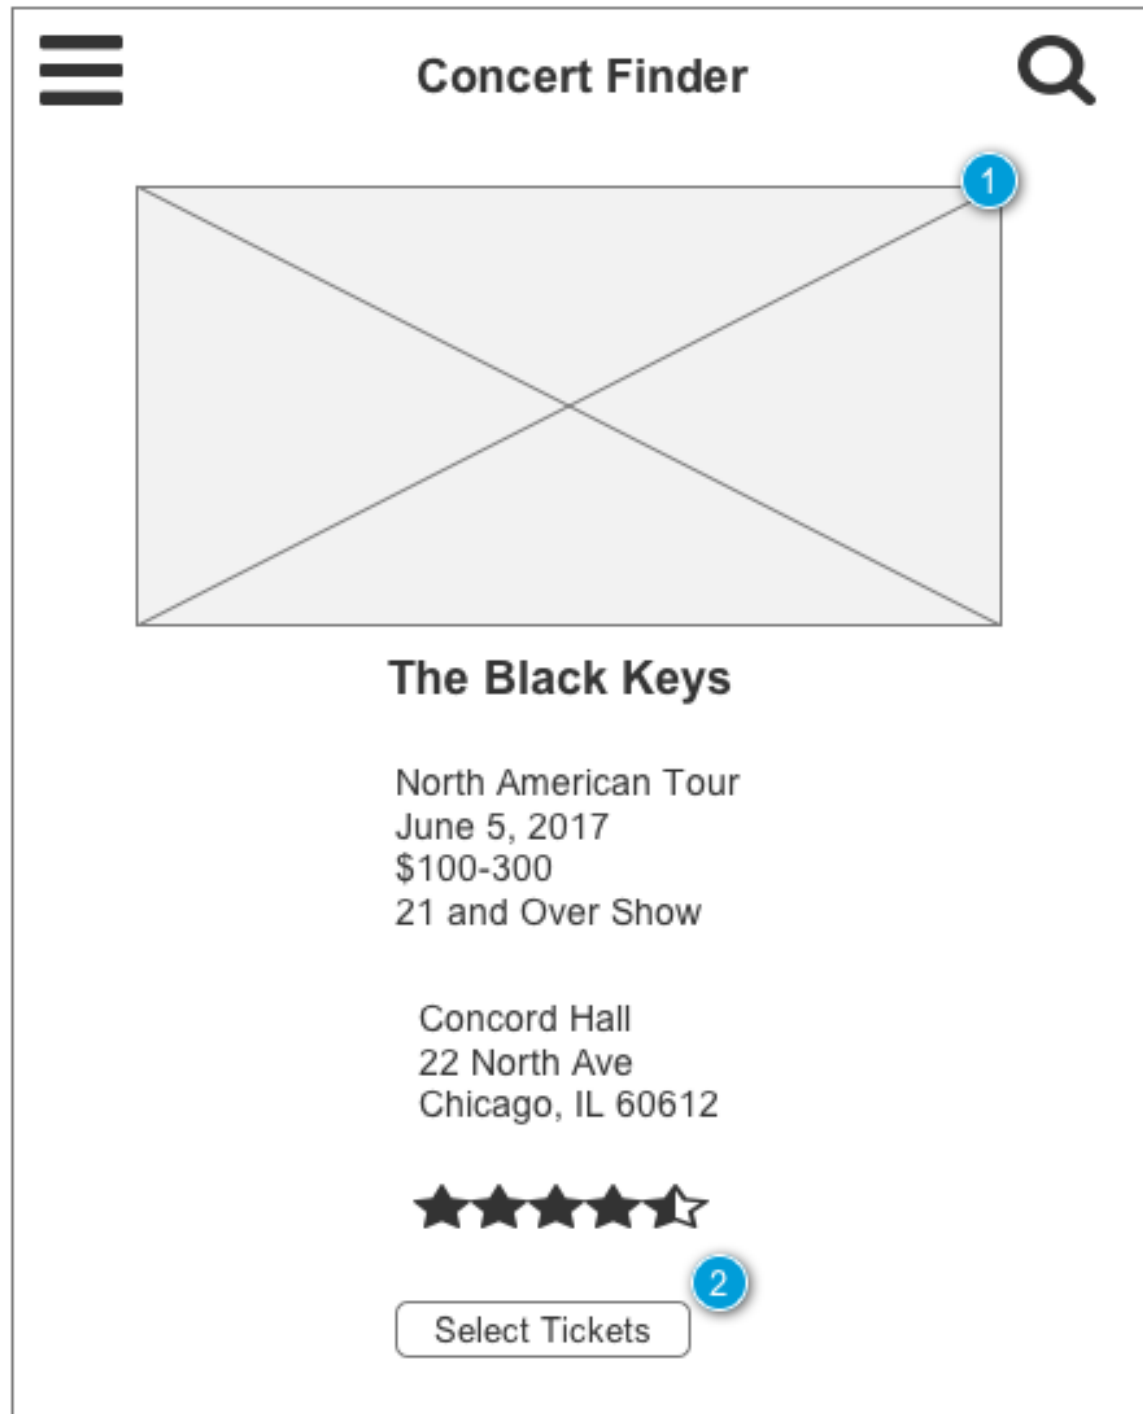 Concert Finder
1
The Black Keys
North American Tour
June 5, 2017
$100-300
21 and Over Show
Concord Hall
22 North Ave
Chicago, IL 60612
2
Select Tickets